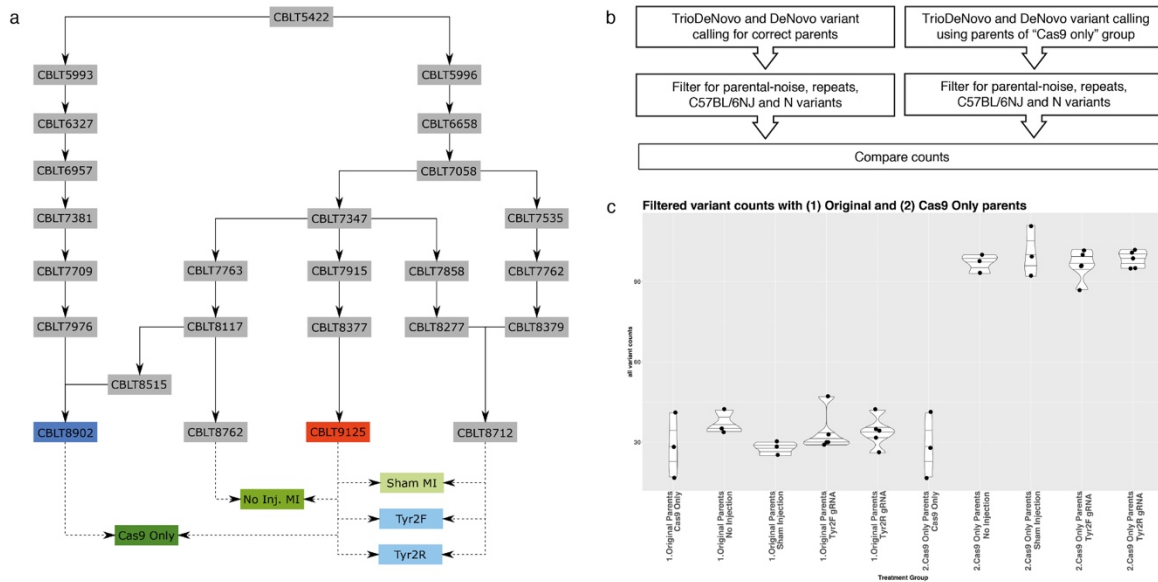 a
CBLT5422
CBLT5993
CBLT5996
CBLT6327
CBLT6658
CBLT6957
CBLT7058
CBLT7381
CBLT7347
CBLT7535
CBLT7709
CBLT7763
CBLT7915
CBLT7858
CBLT7762
CBLT7976
CBLT8117
CBLT8377
CBLT8277
CBLT8379
CBLT8515
CBLT8902
CBLT8762
CBLT9125
CBLT8712
Sham MI
No Inj. MI
Tyr2F
Cas9 Only
Tyr2R
b
TrioDeNovo and DeNovo variant
calling for correct parents
TrioDeNovo and DeNovo variant calling
using parents of “Cas9 only” group
Filter for parental-noise, repeats,
C57BL/6NJ and N variants
Filter for parental-noise, repeats,
C57BL/6NJ and N variants
Compare counts
c
Filtered variant counts with (1) Original and (2) Cas9 Only parents
all variant counts
90
60
30
1.Original Parents
Cas9 Only
1.Original Parents
No Injection
1.Original Parents
Sham Injection
1.Original Parents
Tyr2F gRNA
1.Original Parents
Tyr2R gRNA
2.Cas9 Only Parents
Cas9 Only
2.Cas9 Only Parents
No Injection
2.Cas9 Only Parents
Sham Injection
2.Cas9 Only Parents
Tyr2F gRNA
2.Cas9 Only Parents
Tyr2R gRNA
Treatment Group